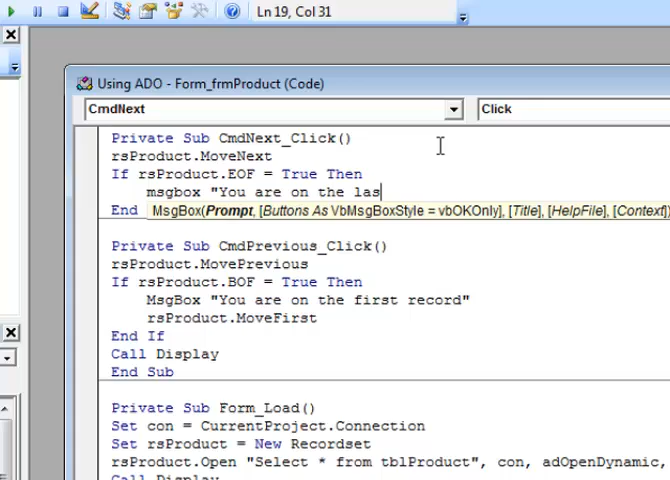 Ln 19, Col 31
Using ADO - Form_frmProduct (Code)
CmdNext
Click
Private Sub CmdNext_Click()
rsProduct.MoveNext
If rsProduct.EOF = True Then
msgbox "You are on the las
End
MsgBox(Prompt, [Buttons As VbMsgBoxStyle = vbOKOnly], [Title], [HelpFile], [Context])
Private Sub CmdPrevious_Click()
rsProduct.MovePrevious
If rsProduct.BOF = True Then
MsgBox "You are on the first record"
rsProduct.MoveFirst
End If
Call Display
End Sub
Private Sub Form_Load()
Set con = CurrentProject.Connection
Set rsProduct = New Recordset
rsProduct.Open "Select * from tblProduct", con, adOpenDynamic,
Call Display